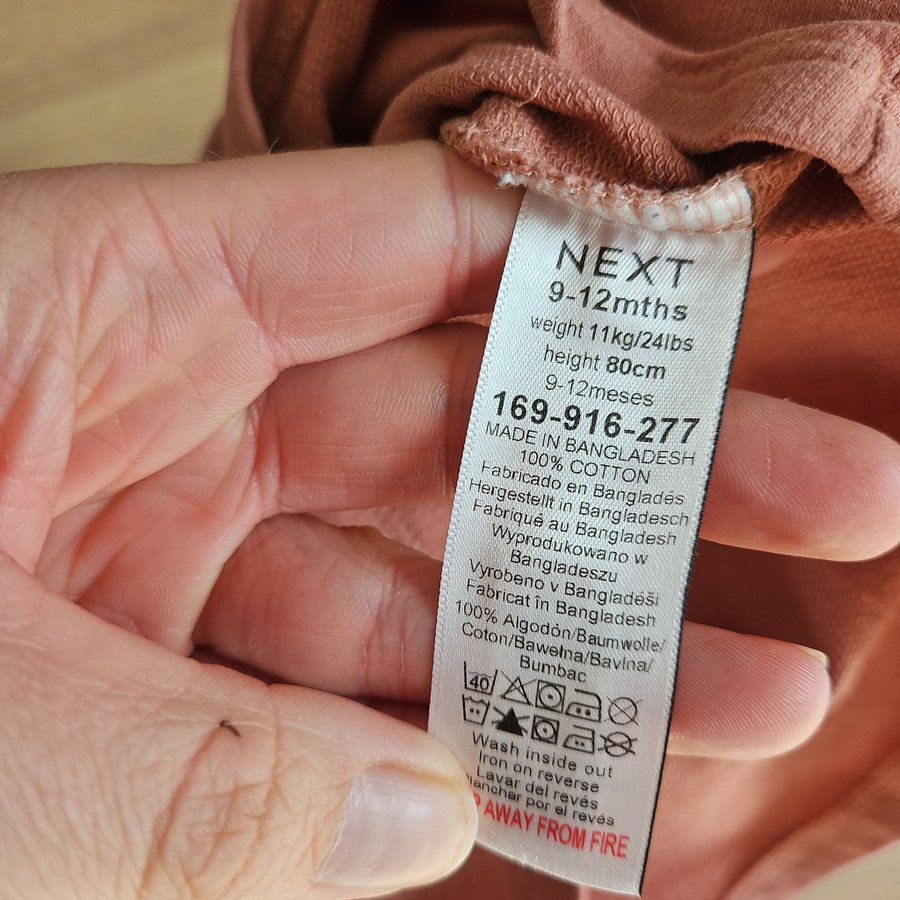 NEXT
9-12mths
weight 11kg/24lbs
height 80cm
9-12meses
169-916-277
MADE IN BANGLADESH
100% COTTON
Fabricado en Bangladés
Hergestellt in Bangladesch
Fabriqué au Bangladesh
Wyprodukowano w
Bangladeszu
Vyrobeno v Bangladéši
Fabricat în Bangladesh
100% Algodón/Baumwolle/
Coton/Bawełna/Bavlna/
Bumbac
40
Wash inside out
Iron on reverse
Lavar del revés
por el revés
AWAY FROM FIRE